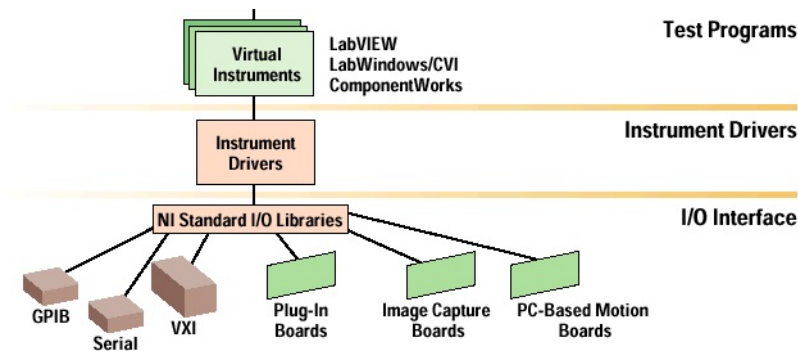 Virtual
Instruments
LabVIEW
LabWindows/CVI
ComponentWorks
Test Programs
Instrument
Drivers
Instrument Drivers
NI Standard I/O Libraries
I/O Interface
GPIB
Serial
VXI
Plug-In
Boards
Image Capture
Boards
PC-Based Motion
Boards